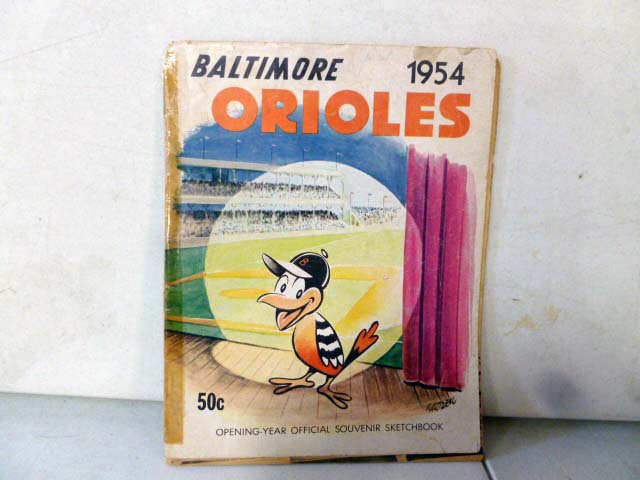 BALTIMORE 1954
ORIOLES
B
50c
OPENING-YEAR OFFICIAL SOUVENIR SKETCHBOOK